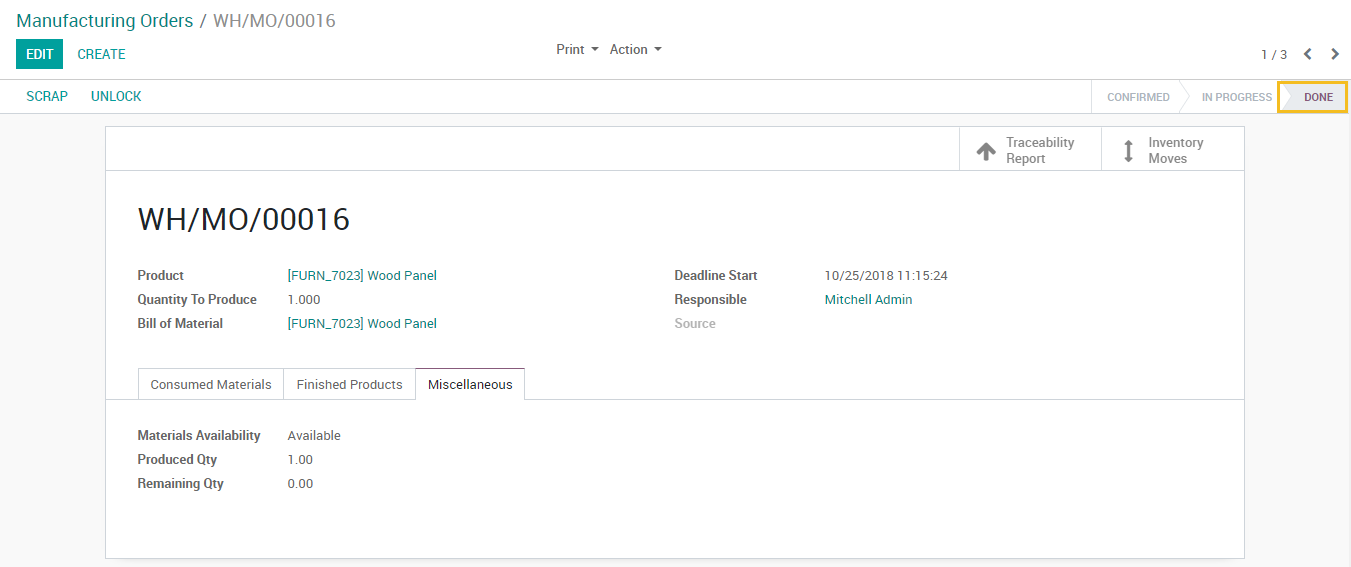 Manufacturing Orders / WH/MO/00016
EDIT CREATE Print Action 1 / 3
SCRAP UNLOCK CONFIRMED IN PROGRESS DONE
Traceability Report
Inventory Moves
WH/MO/00016
Product [FURN_7023] Wood Panel Deadline Start 10/25/2018 11:15:24
Quantity To Produce 1.000 Responsible Mitchell Admin
Bill of Material [FURN_7023] Wood Panel Source
Consumed Materials Finished Products Miscellaneous
Materials Availability Available
Produced Qty 1.00
Remaining Qty 0.00